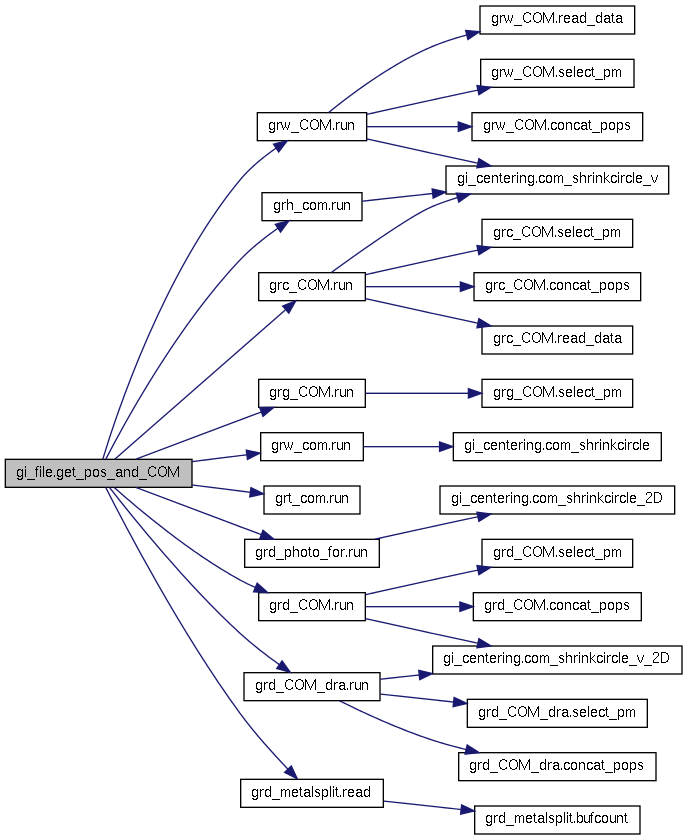 grw_COM.read_data
grw_COM.select_pm
grw_COM.run
grw_COM.concat_pops
gi_centering.com_shrinkcircle_v
grh_com.run
grc_COM.select_pm
grc_COM.run
grc_COM.concat_pops
grc_COM.read_data
grg_COM.run
grg_COM.select_pm
grw_com.run
gi_centering.com_shrinkcircle
gi_file.get_pos_and_COM
grt_com.run
gi_centering.com_shrinkcircle_2D
grd_photo_for.run
grd_COM.select_pm
grd_COM.run
grd_COM.concat_pops
gi_centering.com_shrinkcircle_v_2D
grd_COM_dra.run
grd_COM_dra.select_pm
grd_COM_dra.concat_pops
grd_metalsplit.read
grd_metalsplit.bufcount